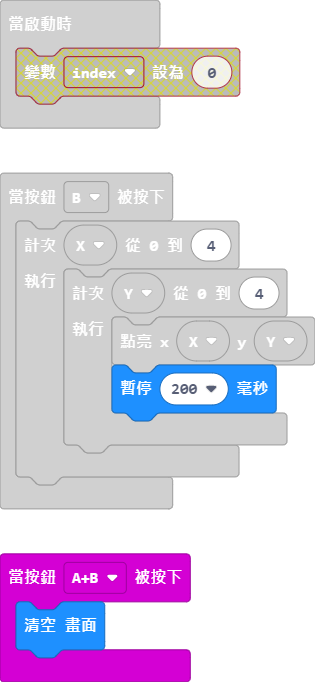 當啟動時
變數 index 設為 0
當按鈕 B 被按下
計次 X 從 0 到 4
執行 計次 Y 從 0 到 4
執行 點亮 x X y Y
暫停 200 毫秒
當按鈕 A+B 被按下
清空 畫面